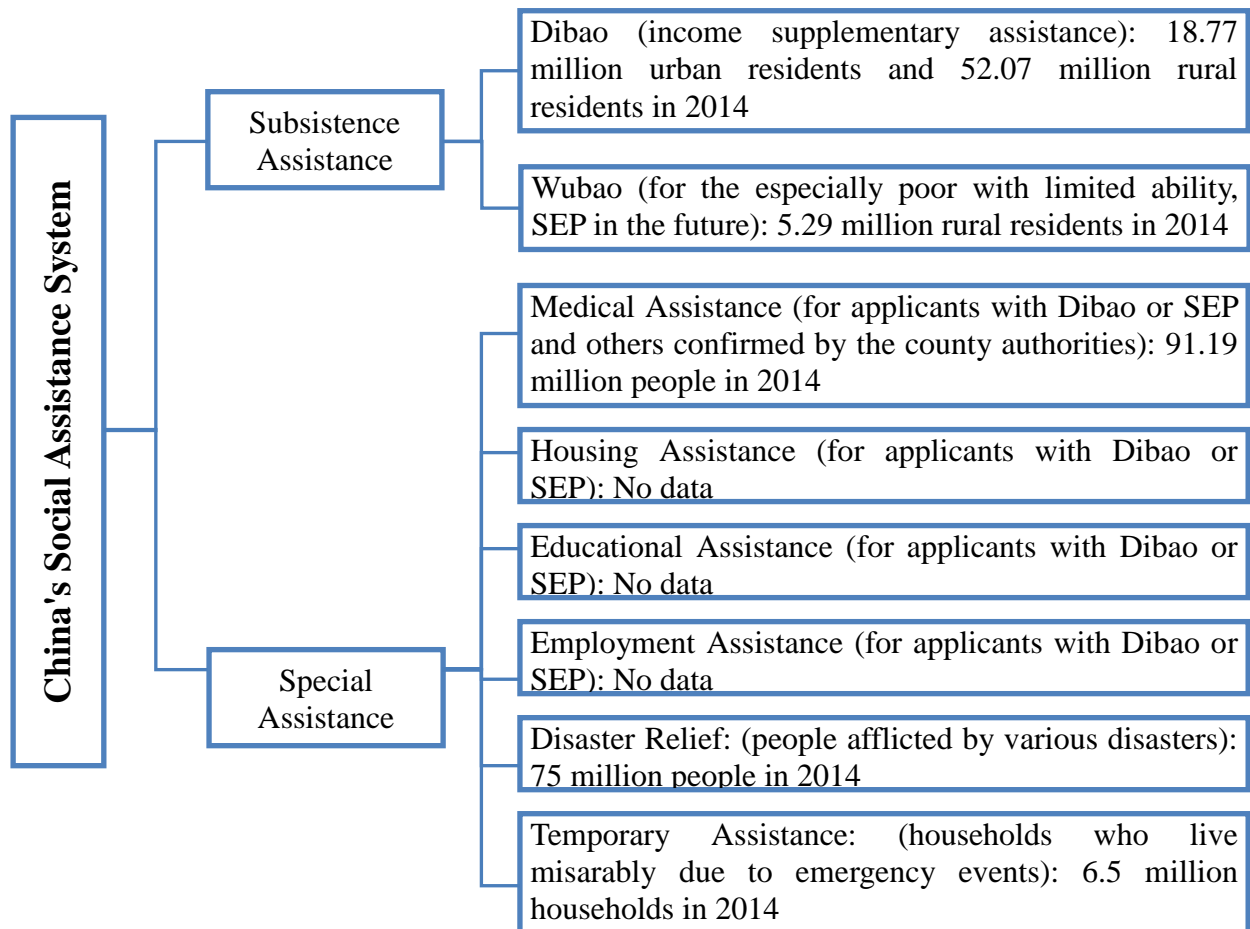 China's Social Assistance System
Subsistence
Assistance
Dibao (income supplementary assistance): 18.77
million urban residents and 52.07 million rural
residents in 2014
Wubao (for the especially poor with limited ability,
SEP in the future): 5.29 million rural residents in 2014
Special
Assistance
Medical Assistance (for applicants with Dibao or SEP
and others confirmed by the county authorities): 91.19
million people in 2014
Housing Assistance (for applicants with Dibao or
SEP): No data
Educational Assistance (for applicants with Dibao or
SEP): No data
Employment Assistance (for applicants with Dibao or
SEP): No data
Disaster Relief: (people afflicted by various disasters):
75 million people in 2014
Temporary Assistance: (households who live
misarably due to emergency events): 6.5 million
households in 2014